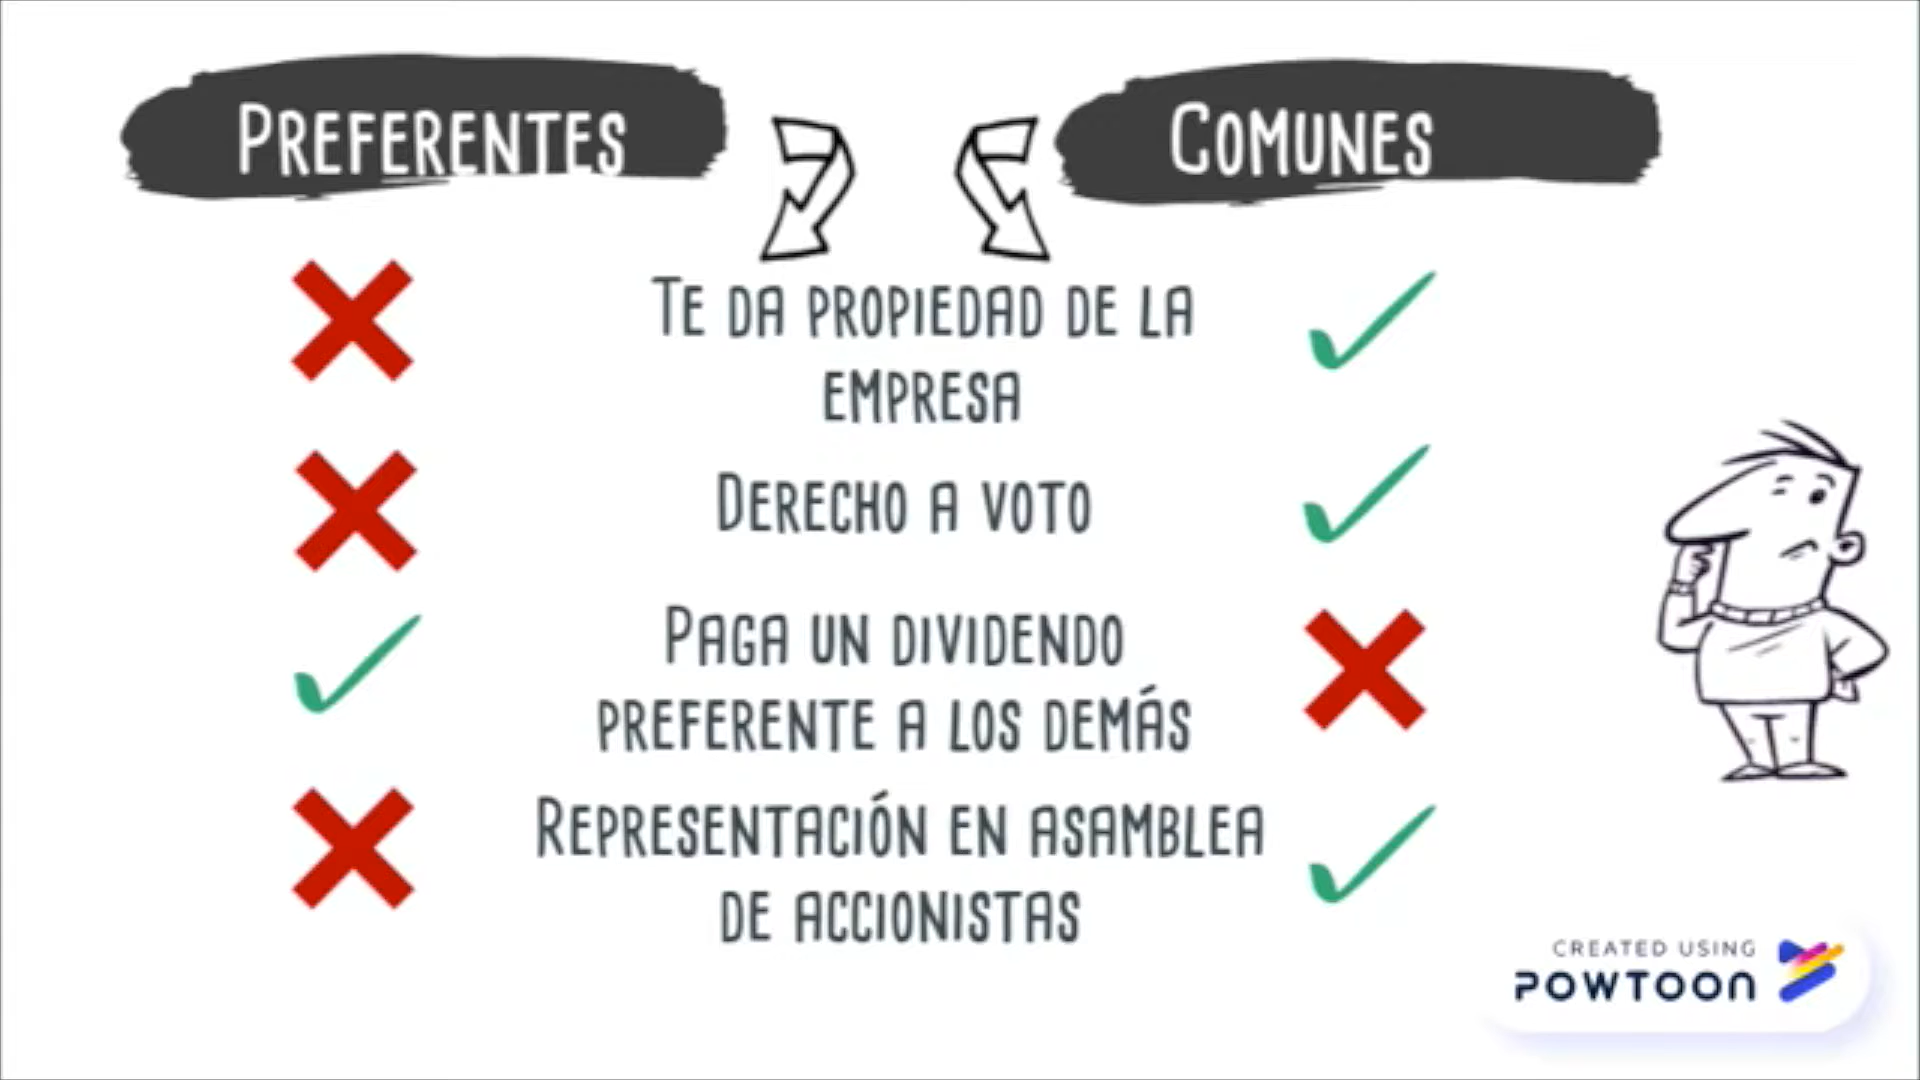 PREFERENTES
COMUNES
TE DA PROPIEDAD DE LA
EMPRESA
DERECHO A VOTO
PAGA UN DIVIDENDO
PREFERENTE A LOS DEMÁS
REPRESENTACIÓN EN ASAMBLEA
DE ACCIONISTAS
CREATED USING
POWTOON